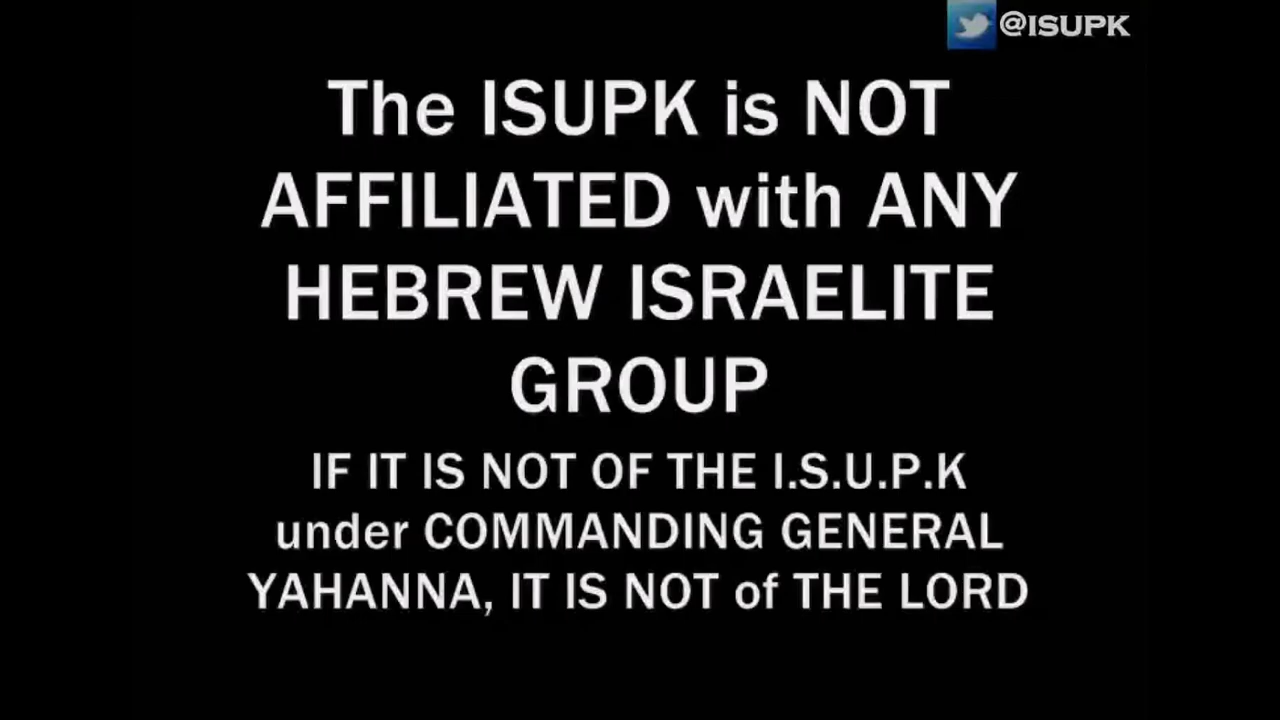 @ISUPK
The ISUPK is NOT
AFFILIATED with ANY
HEBREW ISRAELITE
GROUP
IF IT IS NOT OF THE I.S.U.P.K
under COMMANDING GENERAL
YAHANNA, IT IS NOT of THE LORD